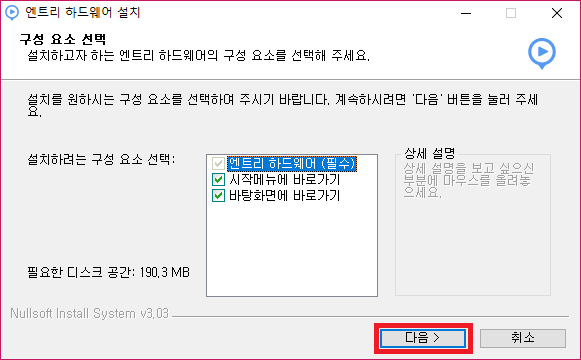 엔트리 하드웨어 설치
구성 요소 선택
설치하고자 하는 엔트리 하드웨어의 구성 요소를 선택해 주세요.
설치를 원하시는 구성 요소를 선택하여 주시기 바랍니다. 계속하시려면 '다음' 버튼을 눌러 주세
요.
설치하려는 구성 요소 선택:
엔트리 하드웨어 (필수)
시작메뉴에 바로가기
바탕화면에 바로가기
상세 설명
상세 설명을 보고 싶으신
부분에 마우스를 올려놓
으세요.
필요한 디스크 공간: 190.3 MB
Nullsoft Install System v3.03
다음 >
취소